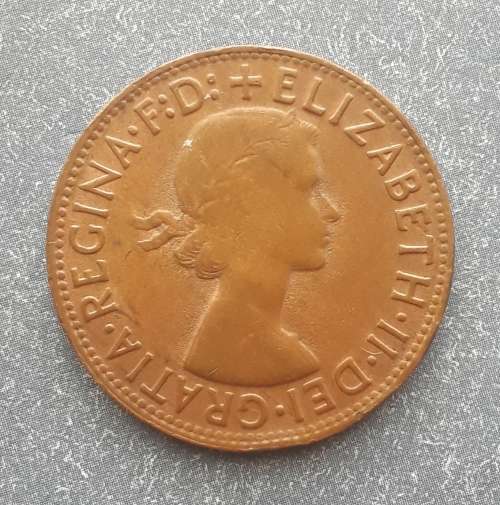 + ELIZABETH · II · DEI · GRATIA · REGINA · F: D: